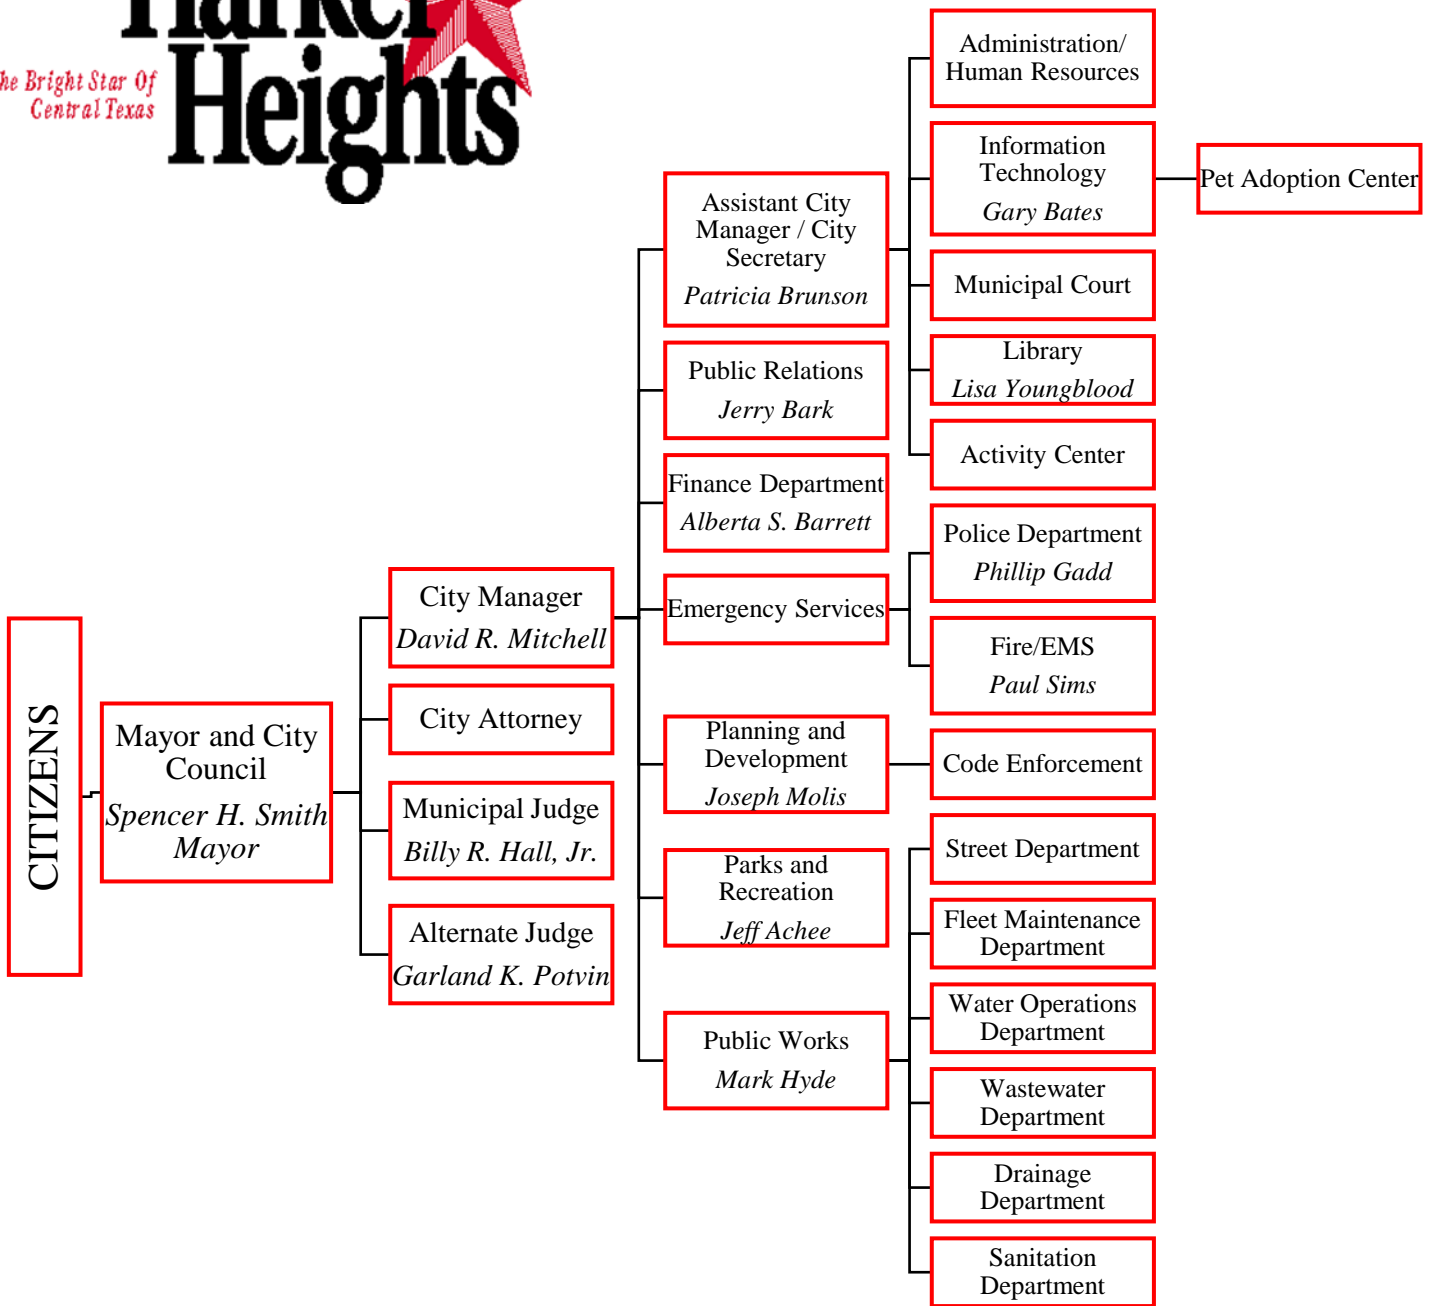 Harker
Heights
The Bright Star Of
Central Texas
CITIZENS
Mayor and City
Council
Spencer H. Smith
Mayor
City Manager
David R. Mitchell
City Attorney
Municipal Judge
Billy R. Hall, Jr.
Alternate Judge
Garland K. Potvin
Assistant City
Manager / City
Secretary
Patricia Brunson
Public Relations
Jerry Bark
Finance Department
Alberta S. Barrett
Emergency Services
Planning and
Development
Joseph Molis
Parks and
Recreation
Jeff Achee
Public Works
Mark Hyde
Administration/
Human Resources
Information
Technology
Gary Bates
Municipal Court
Library
Lisa Youngblood
Activity Center
Police Department
Phillip Gadd
Fire/EMS
Paul Sims
Code Enforcement
Street Department
Fleet Maintenance
Department
Water Operations
Department
Wastewater
Department
Drainage
Department
Sanitation
Department
Pet Adoption Center